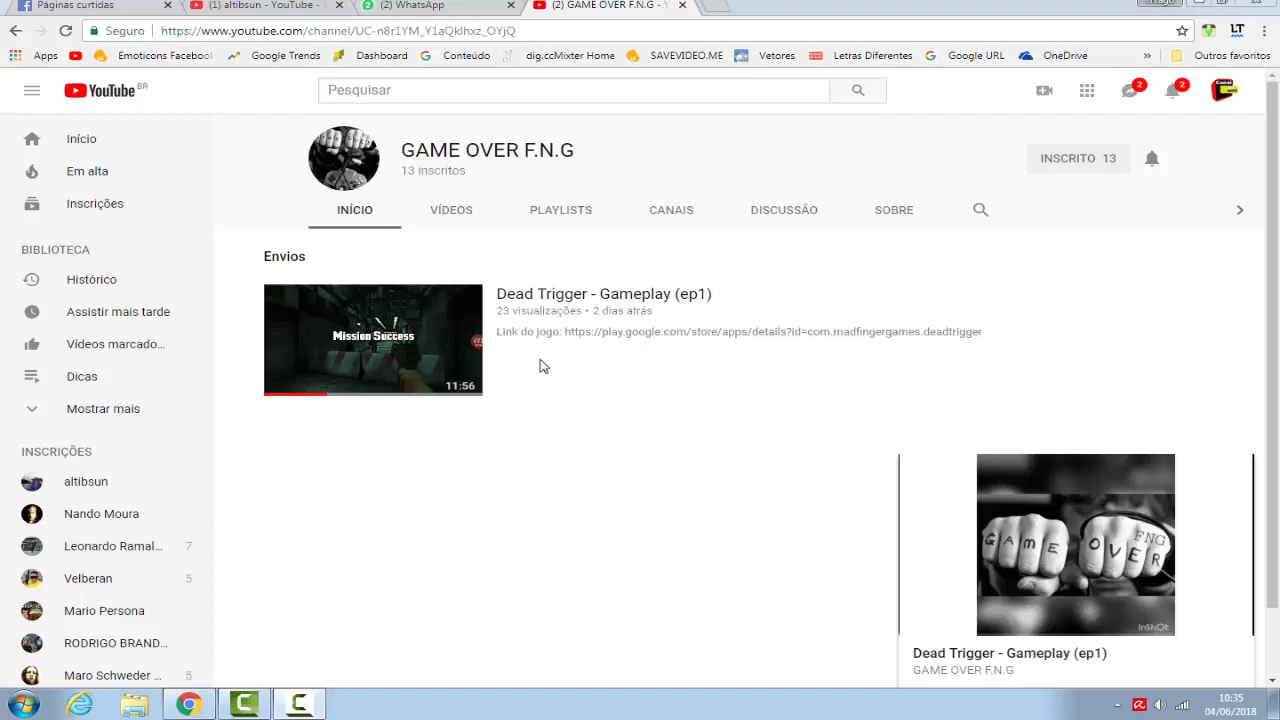 Páginas curtidas
(1) altibsun - YouTube -
(2) WhatsApp
(2) GAME OVER F.N.G - Y
Seguro
https://www.youtube.com/channel/UC-n8r1YM_Y1aQkIhxz_OYjQ
Apps
Emoticons Facebook
Google Trends
Dashboard
Conteúdo
dig.ccMixter Home
SAVEVIDEO.ME
Vetores
Letras Diferentes
Google URL
OneDrive
»
Outros favoritos
YouTube BR
Pesquisar
2
2
Início
Em alta
Inscrições
BIBLIOTECA
Histórico
Assistir mais tarde
Vídeos marcado...
Dicas
Mostrar mais
INSCRIÇÕES
altibsun
Nando Moura
Leonardo Ramal... 7
Velberan 5
Mario Persona
RODRIGO BRAND...
Maro Schweder ... 5
GAME OVER F.N.G
13 inscritos
INSCRITO 13
INÍCIO
VÍDEOS
PLAYLISTS
CANAIS
DISCUSSÃO
SOBRE
Envios
Mission Success
11:56
Dead Trigger - Gameplay (ep1)
23 visualizações • 2 dias atrás
Link do jogo: https://play.google.com/store/apps/details?id=com.madfingergames.deadtrigger
GAME OVER
FNG
InShOt
Dead Trigger - Gameplay (ep1)
GAME OVER F.N.G
10:35
04/06/2018